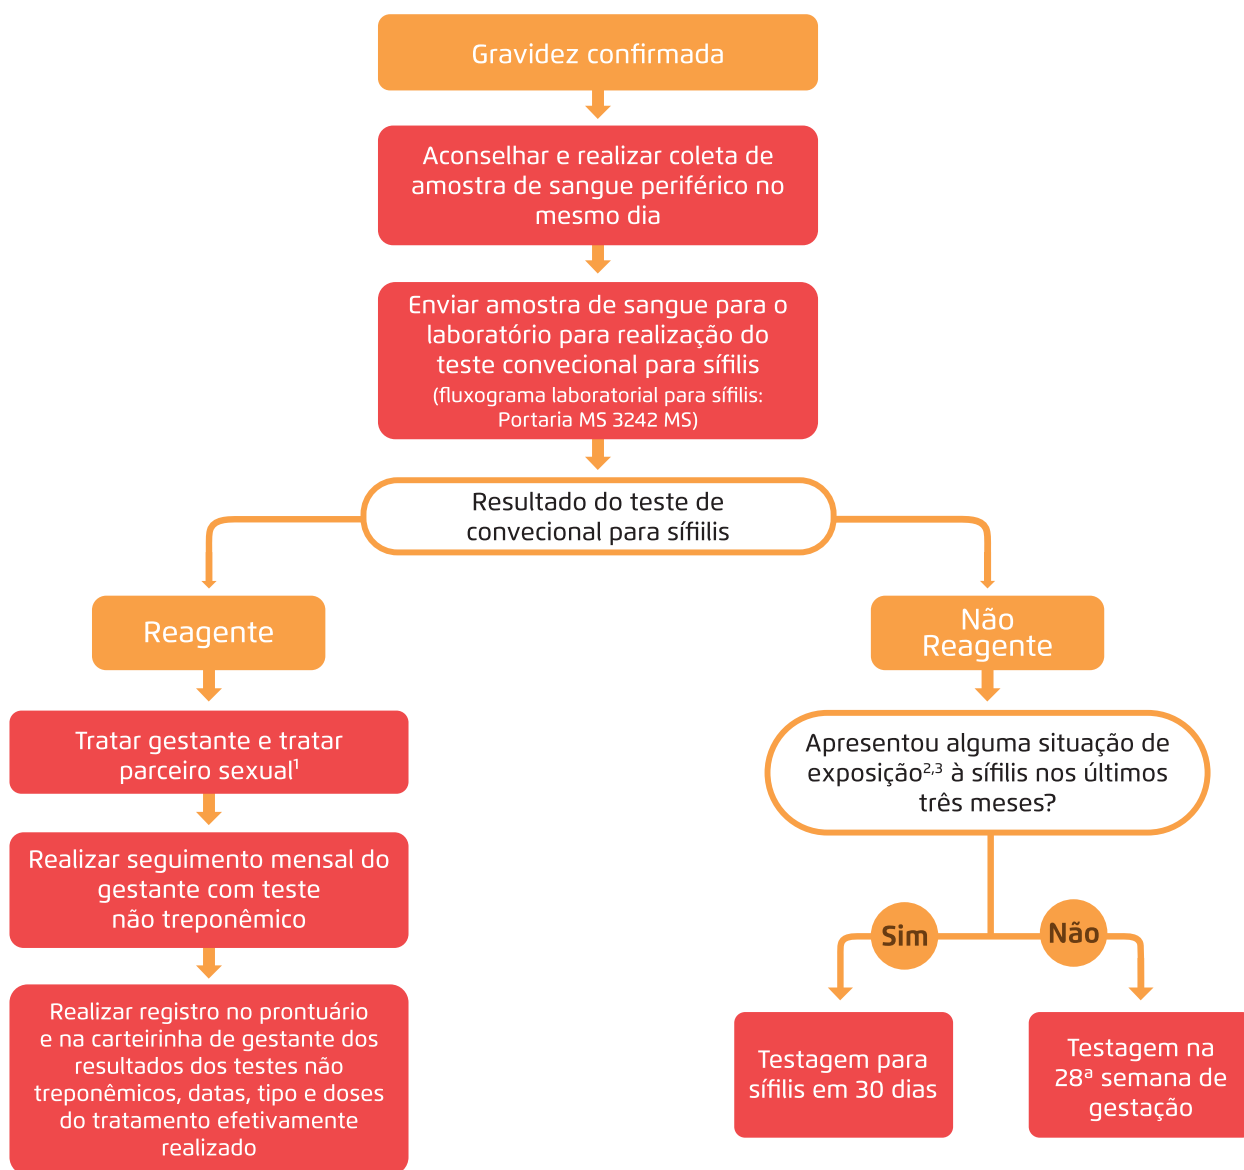 Gravidez confirmada
Aconselhar e realizar coleta de
amostra de sangue periférico no
mesmo dia
Enviar amostra de sangue para o
laboratório para realização do
teste convecional para sífilis
(fluxograma laboratorial para sífilis:
Portaria MS 3242 MS)
Resultado do teste de
convecional para sífiilis
Reagente
Tratar gestante e tratar
parceiro sexual¹
Realizar seguimento mensal do
gestante com teste
não treponêmico
Realizar registro no prontuário
e na carteirinha de gestante dos
resultados dos testes não
treponêmicos, datas, tipo e doses
do tratamento efetivamente
realizado
Não
Reagente
Apresentou alguma situação de
exposição²,³ à sífilis nos últimos
três meses?
Sim
Não
Testagem para
sífilis em 30 dias
Testagem na
28ª semana de
gestação